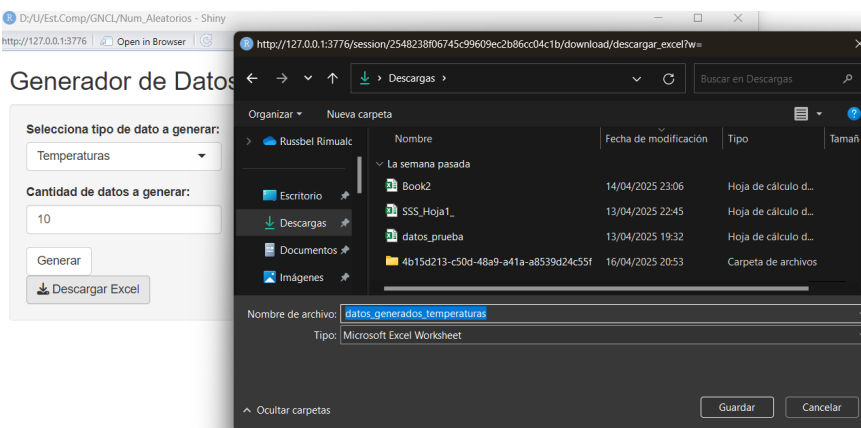 D:/U/Est.Comp/GNCL/Num_Aleatorios - Shiny
http://127.0.0.1:3776 Open in Browser
Generador de Datos
Selecciona tipo de dato a generar:
Temperaturas
Cantidad de datos a generar:
10
Generar
Descargar Excel
http://127.0.0.1:3776/session/2548238f06745c99609ec2b86cc04c1b/download/descargar_excel?w=
Descargas
Buscar en Descargas
Organizar Nueva carpeta
Russbel Rimualc
Escritorio
Descargas
Documentos
Imágenes
Nombre Fecha de modificación Tipo Tamañ
La semana pasada
Book2 14/04/2025 23:06 Hoja de cálculo d...
SSS_Hoja1_ 13/04/2025 22:45 Hoja de cálculo d...
datos_prueba 13/04/2025 19:32 Hoja de cálculo d...
4b15d213-c50d-48a9-a41a-a8539d24c55f 16/04/2025 20:53 Carpeta de archivos
Nombre de archivo: datos_generados_temperaturas
Tipo: Microsoft Excel Worksheet
Ocultar carpetas
Guardar Cancelar